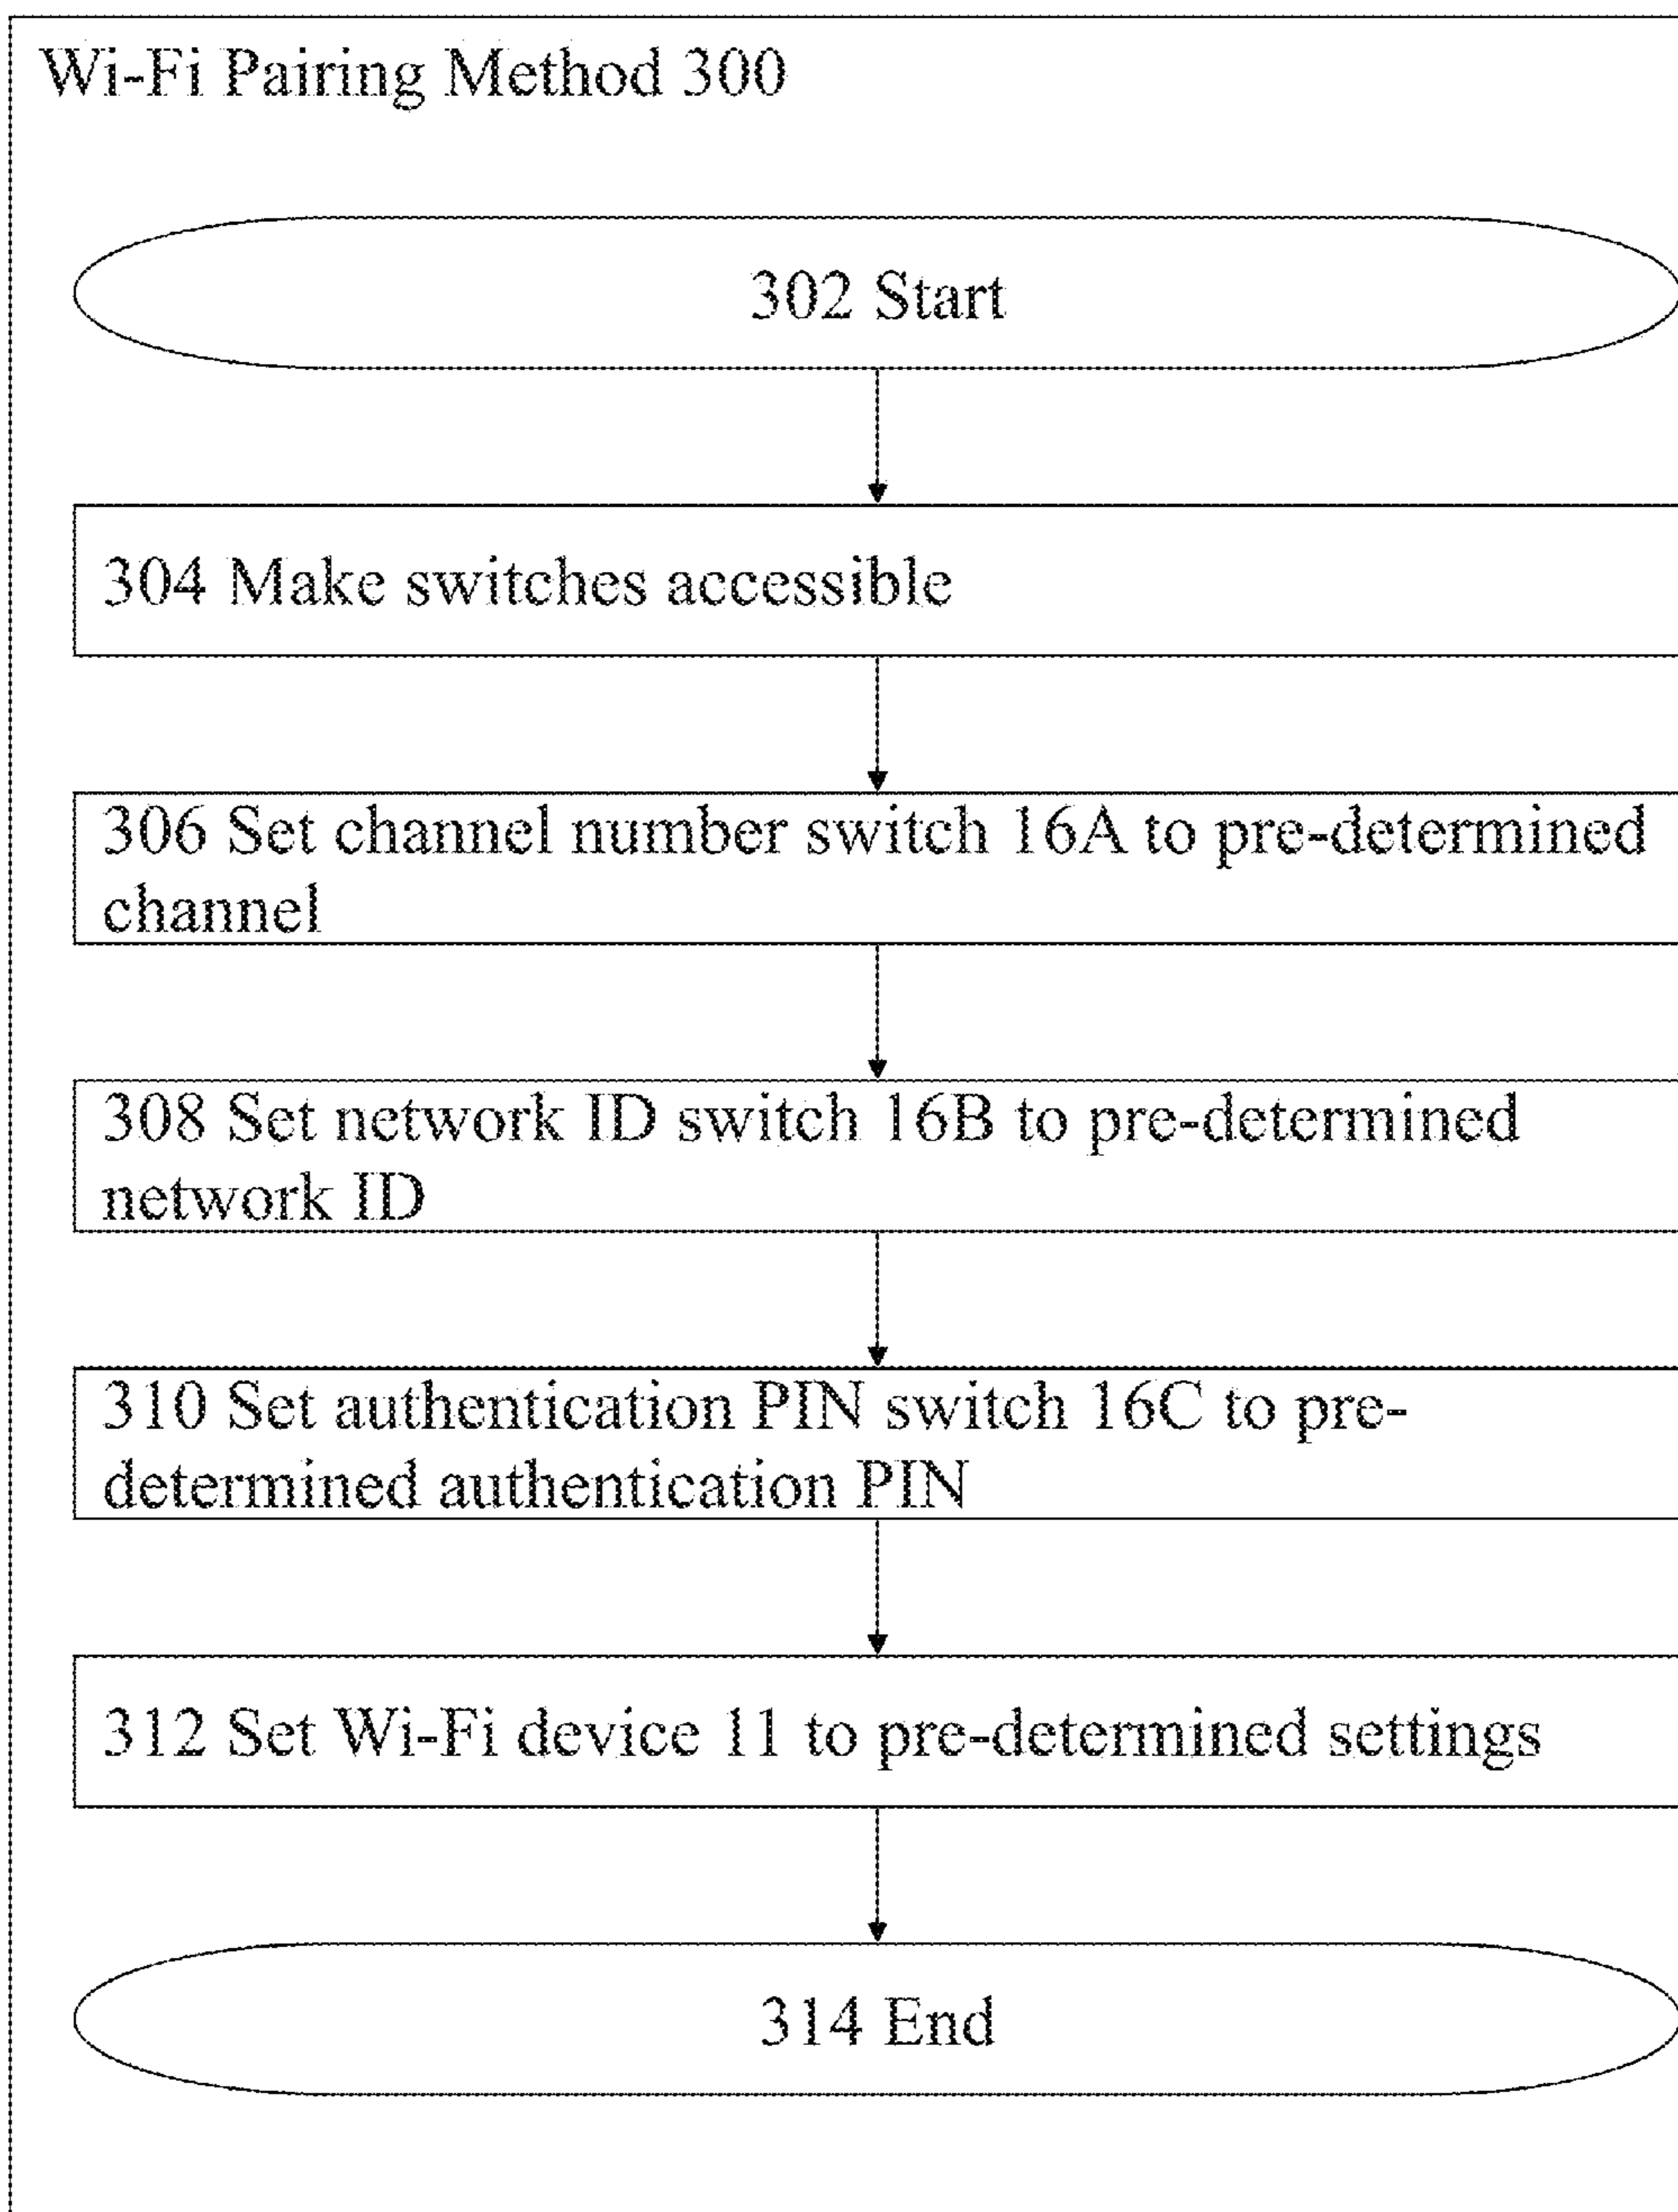 Wi-Fi Pairing Method 300
302 Start
304 Make switches accessible
306 Set channel number switch 16A to pre-determined
channel
308 Set network ID switch 16B to pre-determined
network ID
310 Set authentication PIN switch 16C to pre-
determined authentication PIN
312 Set Wi-Fi device 11 to pre-determined settings
314 End